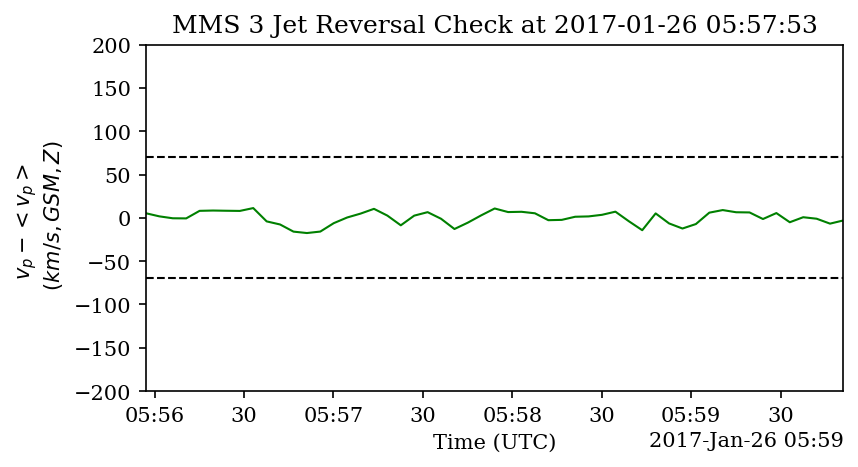 MMS 3 Jet Reversal Check at 2017-01-26 05:57:53
200
150
100
50
0
−50
−100
−150
−200
v_p − < v_p >
(km/s, GSM, Z)
05:56 30 05:57 30 05:58 30 05:59 30
Time (UTC)
2017-Jan-26 05:59